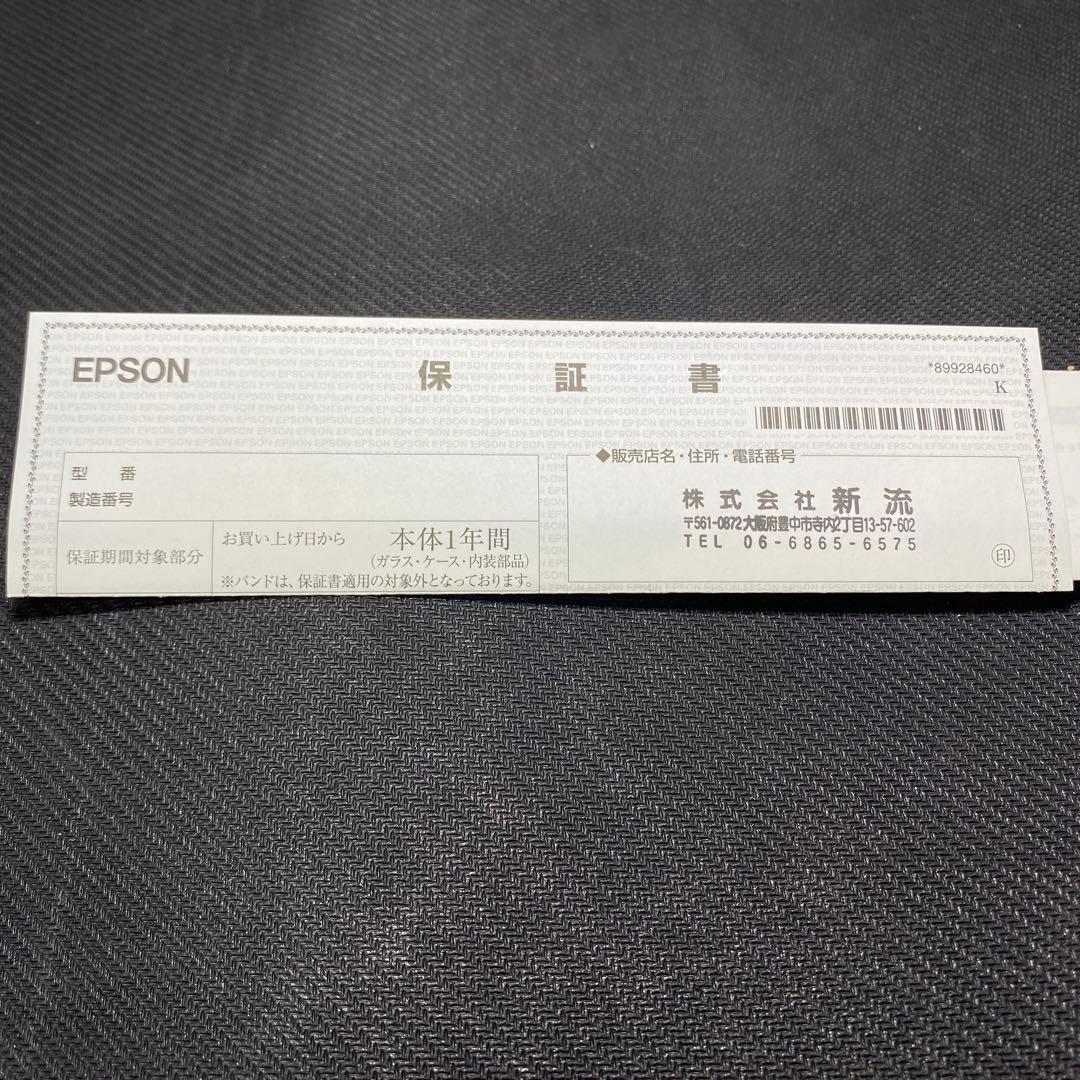 EPSON
保証書
*89928460*
K
型 番
製造番号
保証期間対象部分
お買い上げ日から 本体1年間
(ガラス・ケース・内装部品)
※バンドは、保証書適用の対象外となっております。
◆販売店名・住所・電話番号
株式会社新流
〒561-0872大阪府豊中市寺内2丁目13-57-602
TEL 06-6865-6575
印